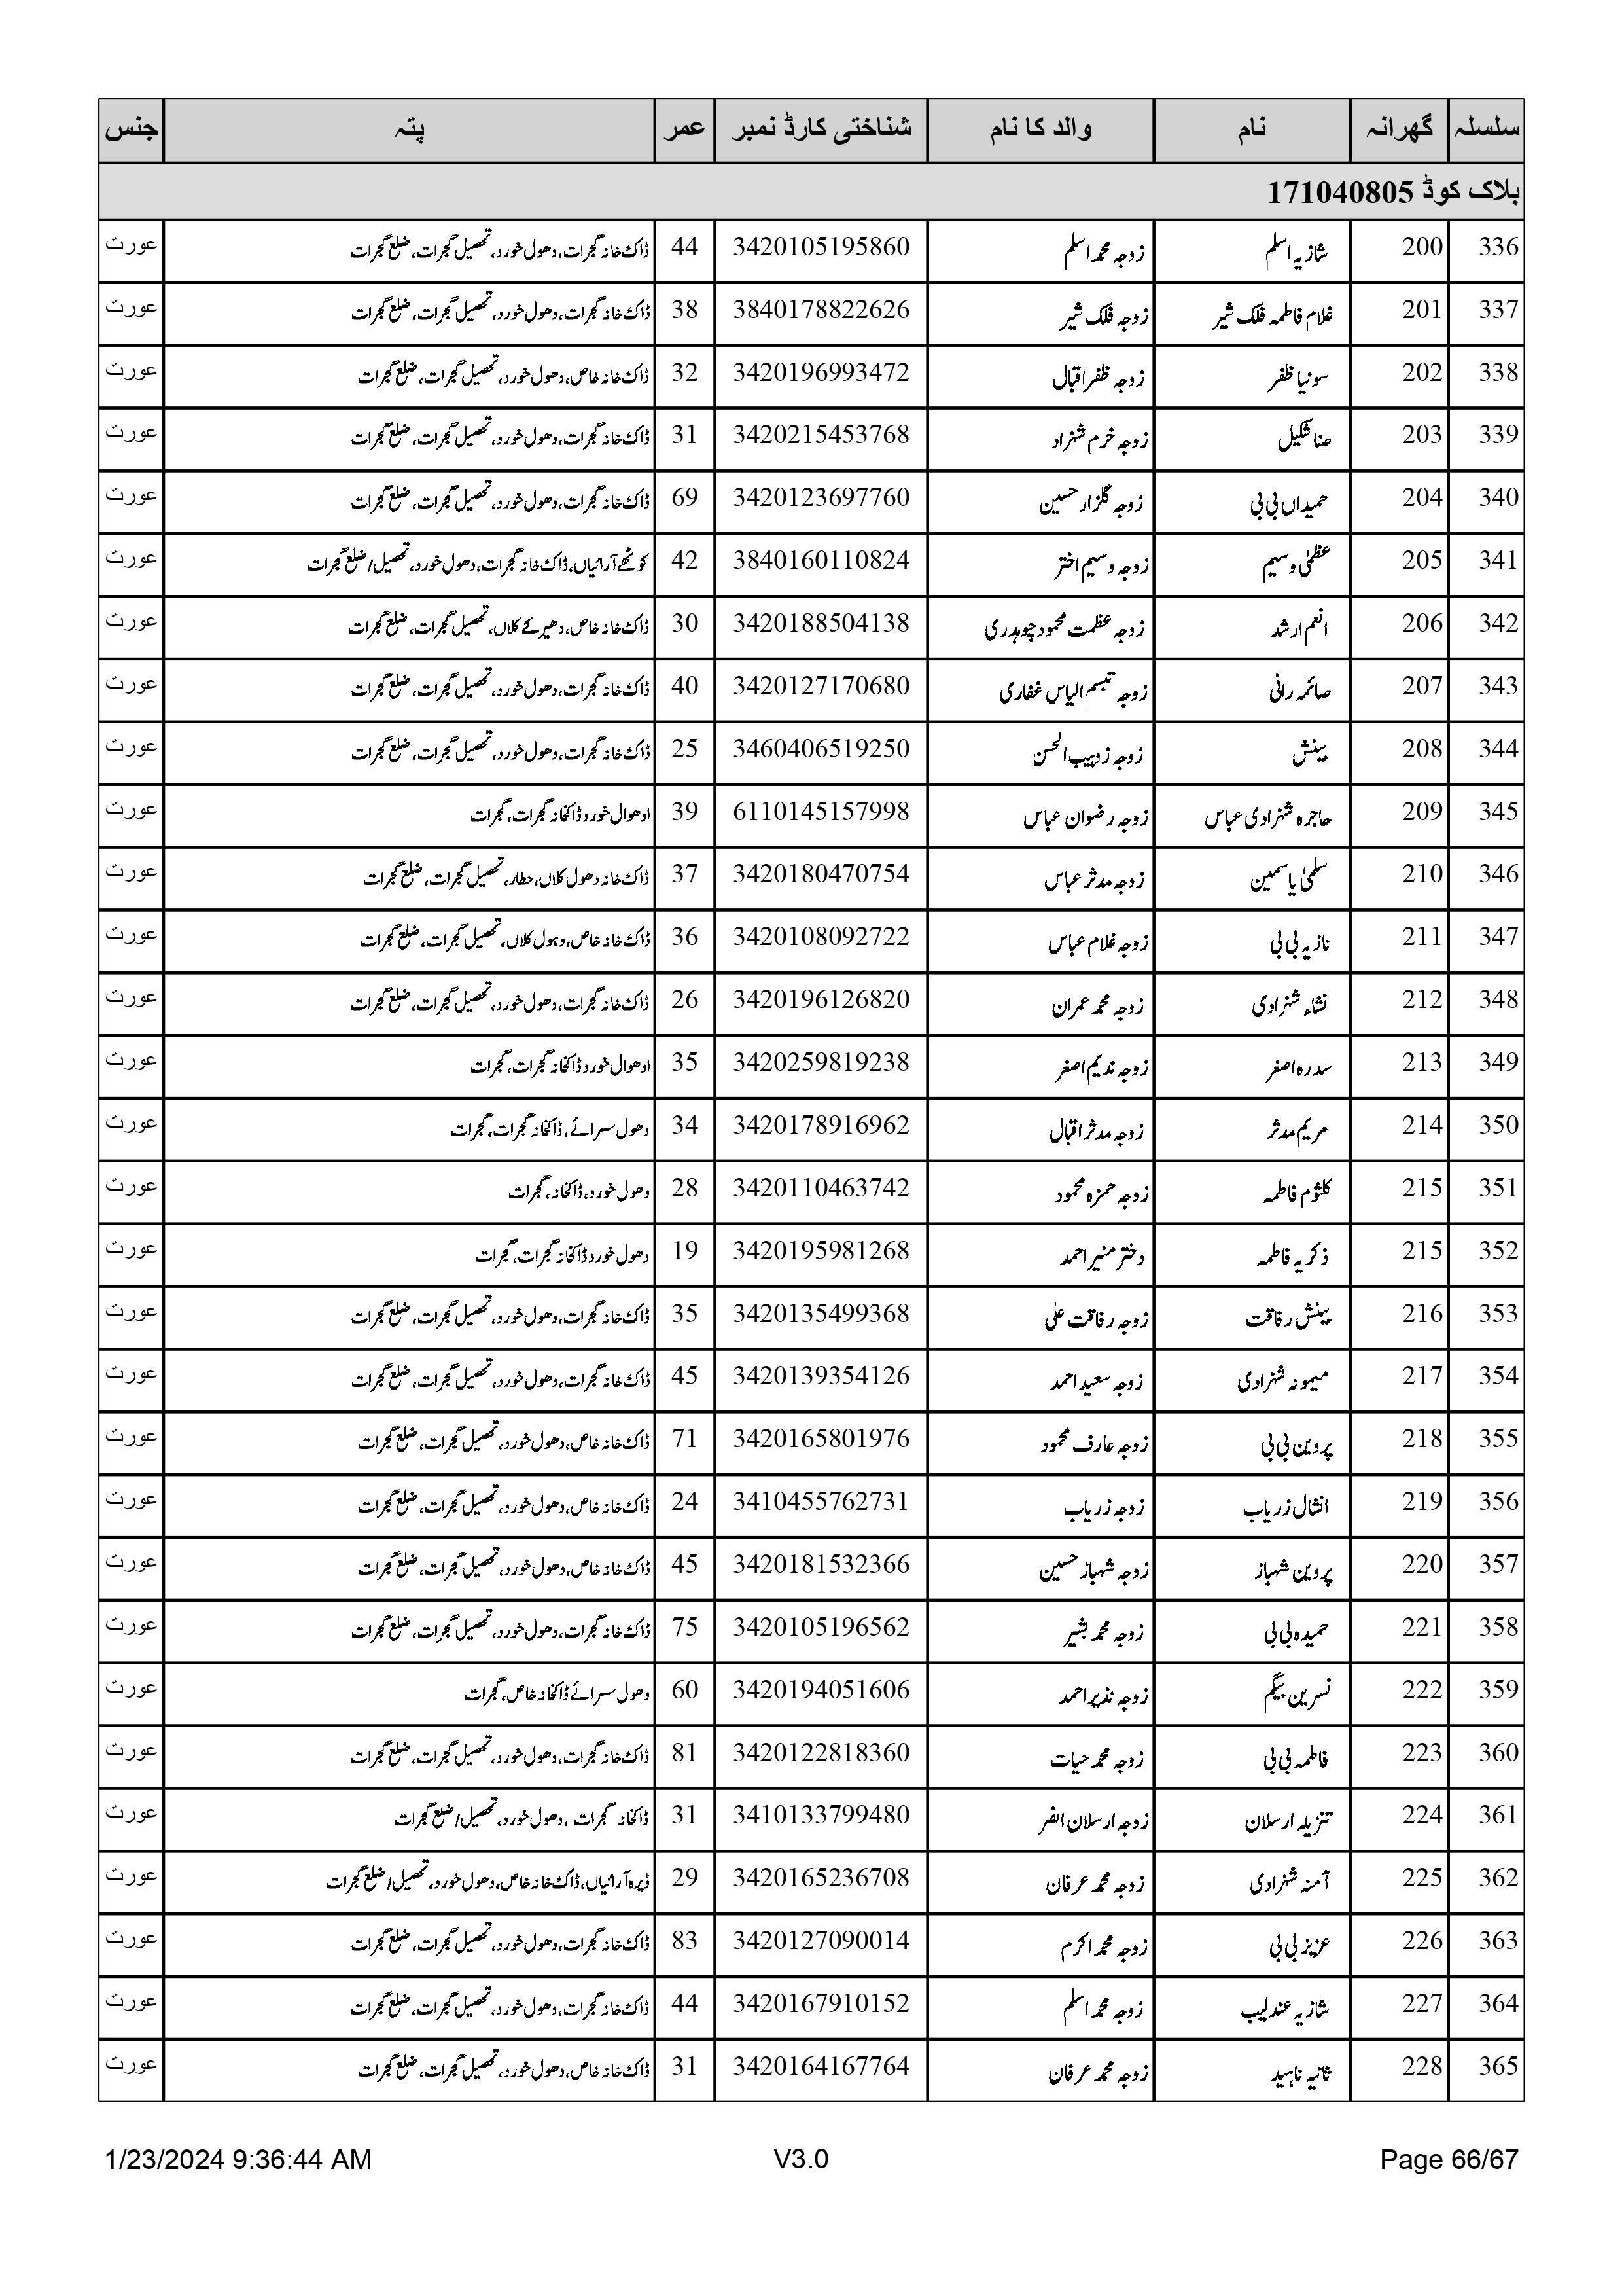 سلسلہ گھرانہ نام والد کا نام شناختی کارڈ نمبر عمر پتہ جنس
بلاک کوڈ 171040805
336 200 شازیہ اسلم زوجہ محمد اسلم 3420105195860 44 ڈاک خانہ گجرات، دھول خورد، تحصیل گجرات، ضلع گجرات عورت
337 201 غلام فاطمہ فلک شیر زوجہ فلک شیر 3840178822626 38 ڈاک خانہ گجرات، دھول خورد، تحصیل گجرات، ضلع گجرات عورت
338 202 سونیا ظفر زوجہ ظفر اقبال 3420196993472 32 ڈاک خانہ خاص، دھول خورد، تحصیل گجرات، ضلع گجرات عورت
339 203 حنا شکیل زوجہ خرم شہزاد 3420215453768 31 ڈاک خانہ گجرات، دھول خورد، تحصیل گجرات، ضلع گجرات عورت
340 204 حمیداں بی بی زوجہ گلزار حسین 3420123697760 69 ڈاک خانہ گجرات، دھول خورد، تحصیل گجرات، ضلع گجرات عورت
341 205 عظمیٰ وسیم زوجہ وسیم اختر 3840160110824 42 کوٹھے آرائیاں، ڈاک خانہ گجرات، دھول خورد، تحصیل/ضلع گجرات عورت
342 206 انعم ارشد زوجہ عظمت محمود چوہدری 3420188504138 30 ڈاک خانہ خاص، دھیرکے کلاں، تحصیل گجرات، ضلع گجرات عورت
343 207 صائمہ رانی زوجہ تبسم الیاس غفاری 3420127170680 40 ڈاک خانہ گجرات، دھول خورد، تحصیل گجرات، ضلع گجرات عورت
344 208 بینش زوجہ زوہیب الحسن 3460406519250 25 ڈاک خانہ گجرات، دھول خورد، تحصیل گجرات، ضلع گجرات عورت
345 209 حاجرہ شہزادی عباس زوجہ رضوان عباس 6110145157998 39 ادھوال خورد ڈاکخانہ گجرات، گجرات عورت
346 210 سلمیٰ یاسمین زوجہ مدثر عباس 3420180470754 37 ڈاک خانہ دھول کلاں، حطار، تحصیل گجرات، ضلع گجرات عورت
347 211 نازیہ بی بی زوجہ غلام عباس 3420108092722 36 ڈاک خانہ خاص، دہول کلاں، تحصیل گجرات، ضلع گجرات عورت
348 212 نشاء شہزادی زوجہ محمد عمران 3420196126820 26 ڈاک خانہ گجرات، دھول خورد، تحصیل گجرات، ضلع گجرات عورت
349 213 سدرہ اصغر زوجہ ندیم اصغر 3420259819238 35 ادھوال خورد ڈاکخانہ گجرات، گجرات عورت
350 214 مریم مدثر زوجہ مدثر اقبال 3420178916962 34 دھول سرائے، ڈاکخانہ گجرات، گجرات عورت
351 215 کلثوم فاطمہ زوجہ حمزہ محمود 3420110463742 28 دھول خورد، ڈاکخانہ، گجرات عورت
352 215 ذکریہ فاطمہ دختر منیر احمد 3420195981268 19 دھول خورد ڈاکخانہ گجرات، گجرات عورت
353 216 بینش رفاقت زوجہ رفاقت علی 3420135499368 35 ڈاک خانہ گجرات، دھول خورد، تحصیل گجرات، ضلع گجرات عورت
354 217 میمونہ شہزادی زوجہ سعید احمد 3420139354126 45 ڈاک خانہ گجرات، دھول خورد، تحصیل گجرات، ضلع گجرات عورت
355 218 پروین بی بی زوجہ عارف محمود 3420165801976 71 ڈاک خانہ خاص، دھول خورد، تحصیل گجرات، ضلع گجرات عورت
356 219 انشال زریاب زوجہ زریاب 3410455762731 24 ڈاک خانہ خاص، دھول خورد، تحصیل گجرات، ضلع گجرات عورت
357 220 پروین شہباز زوجہ شہباز حسین 3420181532366 45 ڈاک خانہ خاص، دھول خورد، تحصیل گجرات، ضلع گجرات عورت
358 221 حمیدہ بی بی زوجہ محمد بشیر 3420105196562 75 ڈاک خانہ گجرات، دھول خورد، تحصیل گجرات، ضلع گجرات عورت
359 222 نسرین بیگم زوجہ نذیر احمد 3420194051606 60 دھول سرائے ڈاکخانہ خاص، گجرات عورت
360 223 فاطمہ بی بی زوجہ محمد حیات 3420122818360 81 ڈاک خانہ گجرات، دھول خورد، تحصیل گجرات، ضلع گجرات عورت
361 224 تنزیلہ ارسلان زوجہ ارسلان الضر 3410133799480 31 ڈاکخانہ گجرات ، دھول خورد، تحصیل/ضلع گجرات عورت
362 225 آمنہ شہزادی زوجہ محمد عرفان 3420165236708 29 ڈیرہ آرائیاں، ڈاک خانہ خاص، دھول خورد، تحصیل/ضلع گجرات عورت
363 226 عزیز بی بی زوجہ محمد اکرم 3420127090014 83 ڈاک خانہ گجرات، دھول خورد، تحصیل گجرات، ضلع گجرات عورت
364 227 شازیہ عندلیب زوجہ محمد اسلم 3420167910152 44 ڈاک خانہ گجرات، دھول خورد، تحصیل گجرات، ضلع گجرات عورت
365 228 ثانیہ ناہید زوجہ محمد عرفان 3420164167764 31 ڈاک خانہ خاص، دھول خورد، تحصیل گجرات، ضلع گجرات عورت
1/23/2024 9:36:44 AM V3.0 Page 66/67